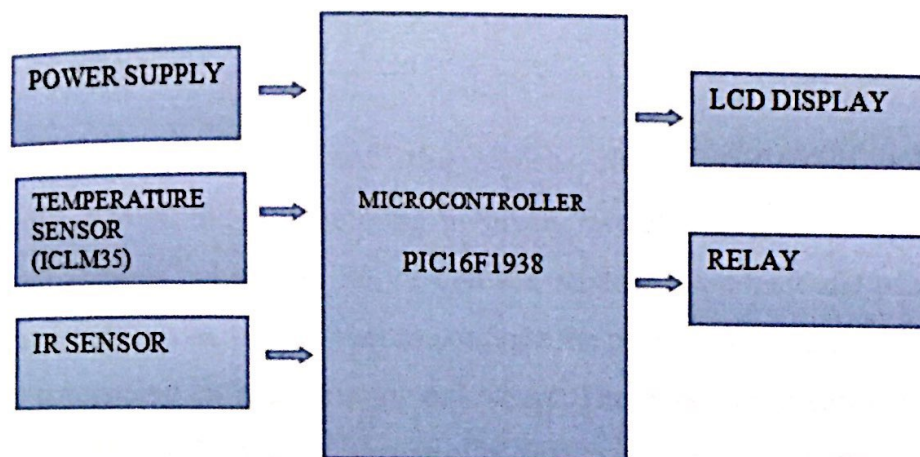 POWER SUPPLY
TEMPERATURE
SENSOR
(ICLM35)
IR SENSOR
MICROCONTROLLER
PIC16F1938
LCD DISPLAY
RELAY